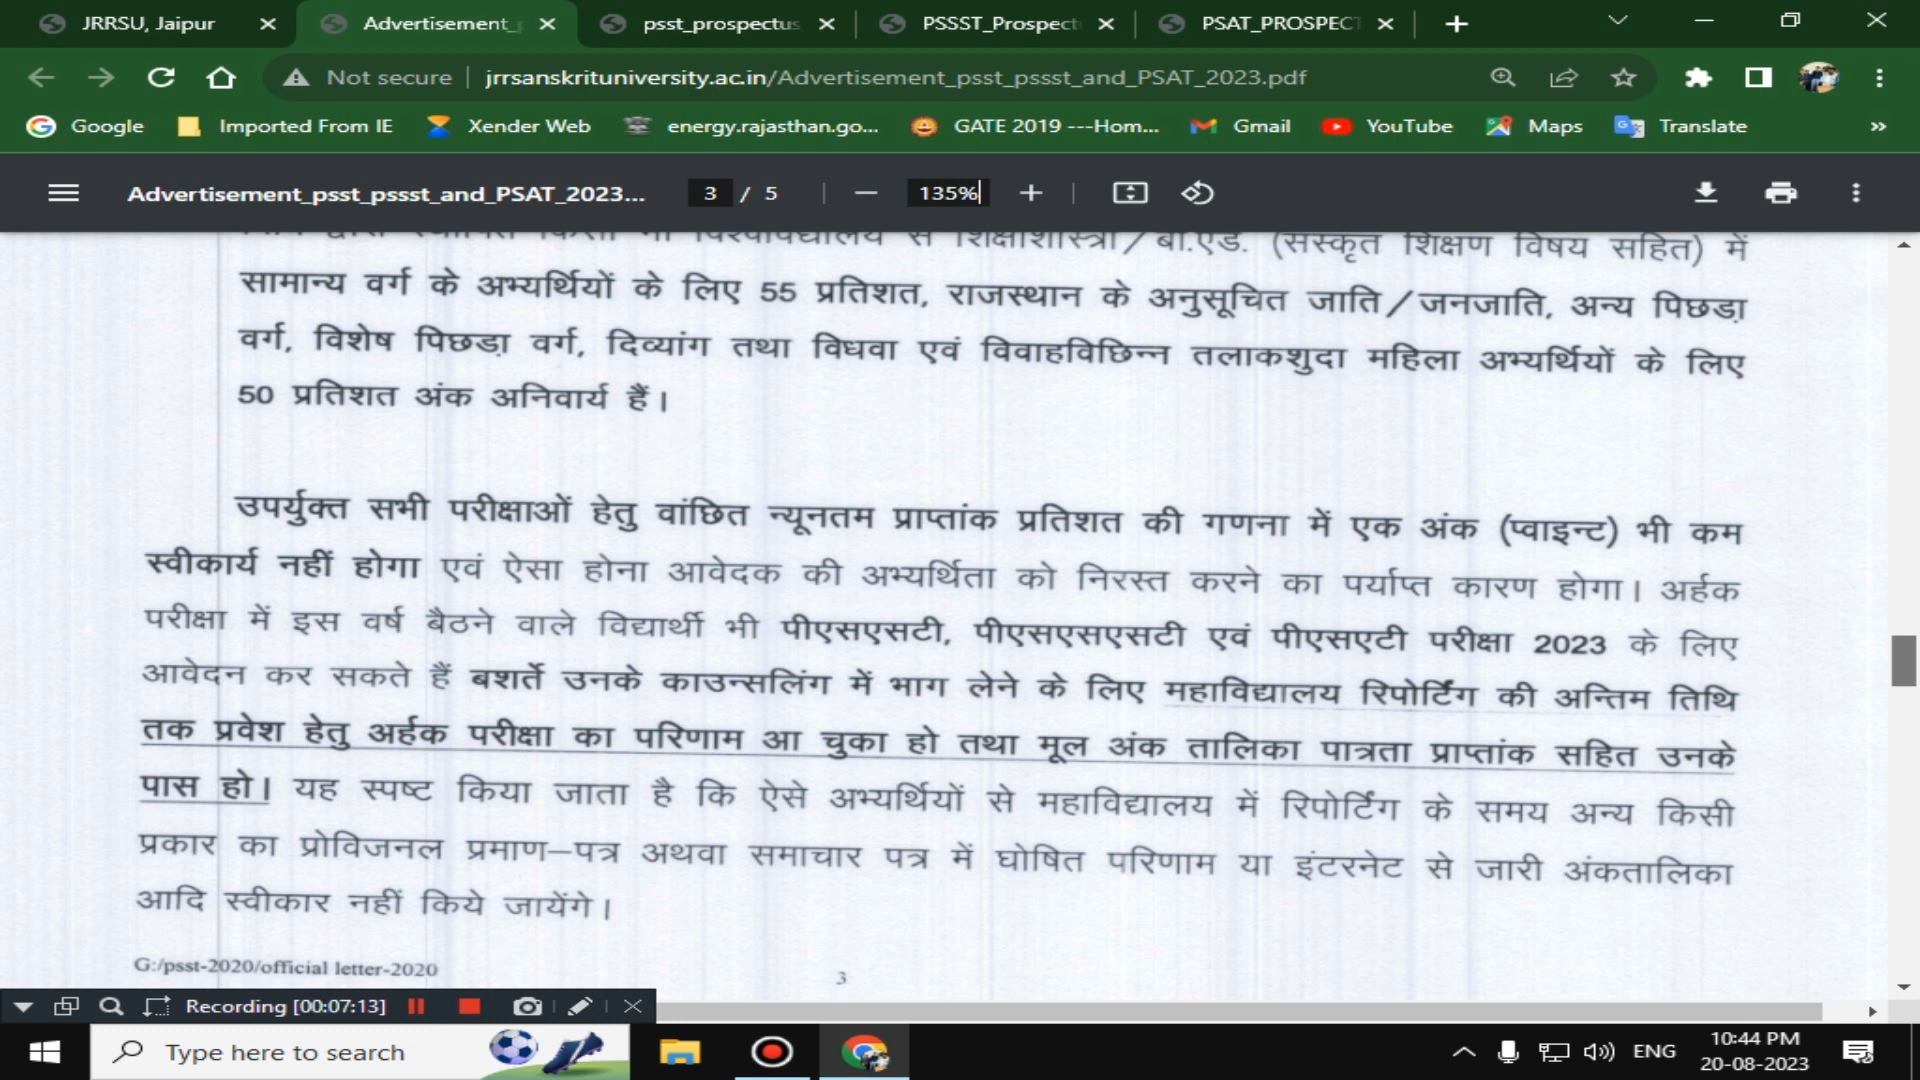 JRRSU, Jaipur
Advertisement_p
psst_prospectus
PSSST_Prospectu
PSAT_PROSPECT
Not secure
jrrsanskrituniversity.ac.in/Advertisement_psst_pssst_and_PSAT_2023.pdf
Google
Imported From IE
Xender Web
energy.rajasthan.go...
GATE 2019 ---Hom...
Gmail
YouTube
Maps
Translate
»
Advertisement_psst_pssst_and_PSAT_2023...
3 / 5
135%
किसी भी विश्वविद्यालय से शिक्षाशास्त्री/बी.एड. (संस्कृत शिक्षण विषय सहित) में
सामान्य वर्ग के अभ्यर्थियों के लिए 55 प्रतिशत, राजस्थान के अनुसूचित जाति/जनजाति, अन्य पिछड़ा
वर्ग, विशेष पिछड़ा वर्ग, दिव्यांग तथा विधवा एवं विवाहविछिन्न तलाकशुदा महिला अभ्यर्थियों के लिए
50 प्रतिशत अंक अनिवार्य हैं।
उपर्युक्त सभी परीक्षाओं हेतु वांछित न्यूनतम प्राप्तांक प्रतिशत की गणना में एक अंक (प्वाइन्ट) भी कम
स्वीकार्य नहीं होगा एवं ऐसा होना आवेदक की अभ्यर्थिता को निरस्त करने का पर्याप्त कारण होगा। अर्हक
परीक्षा में इस वर्ष बैठने वाले विद्यार्थी भी पीएसएसटी, पीएसएसएसटी एवं पीएसएटी परीक्षा 2023 के लिए
आवेदन कर सकते हैं बशर्ते उनके काउन्सलिंग में भाग लेने के लिए महाविद्यालय रिपोर्टिंग की अन्तिम तिथि
तक प्रवेश हेतु अर्हक परीक्षा का परिणाम आ चुका हो तथा मूल अंक तालिका पात्रता प्राप्तांक सहित उनके
पास हो। यह स्पष्ट किया जाता है कि ऐसे अभ्यर्थियों से महाविद्यालय में रिपोर्टिंग के समय अन्य किसी
प्रकार का प्रोविजनल प्रमाण–पत्र अथवा समाचार पत्र में घोषित परिणाम या इंटरनेट से जारी अंकतालिका
आदि स्वीकार नहीं किये जायेंगे।
G:/psst-2020/official letter-2020
3
Recording [00:07:13]
Type here to search
ENG
10:44 PM
20-08-2023